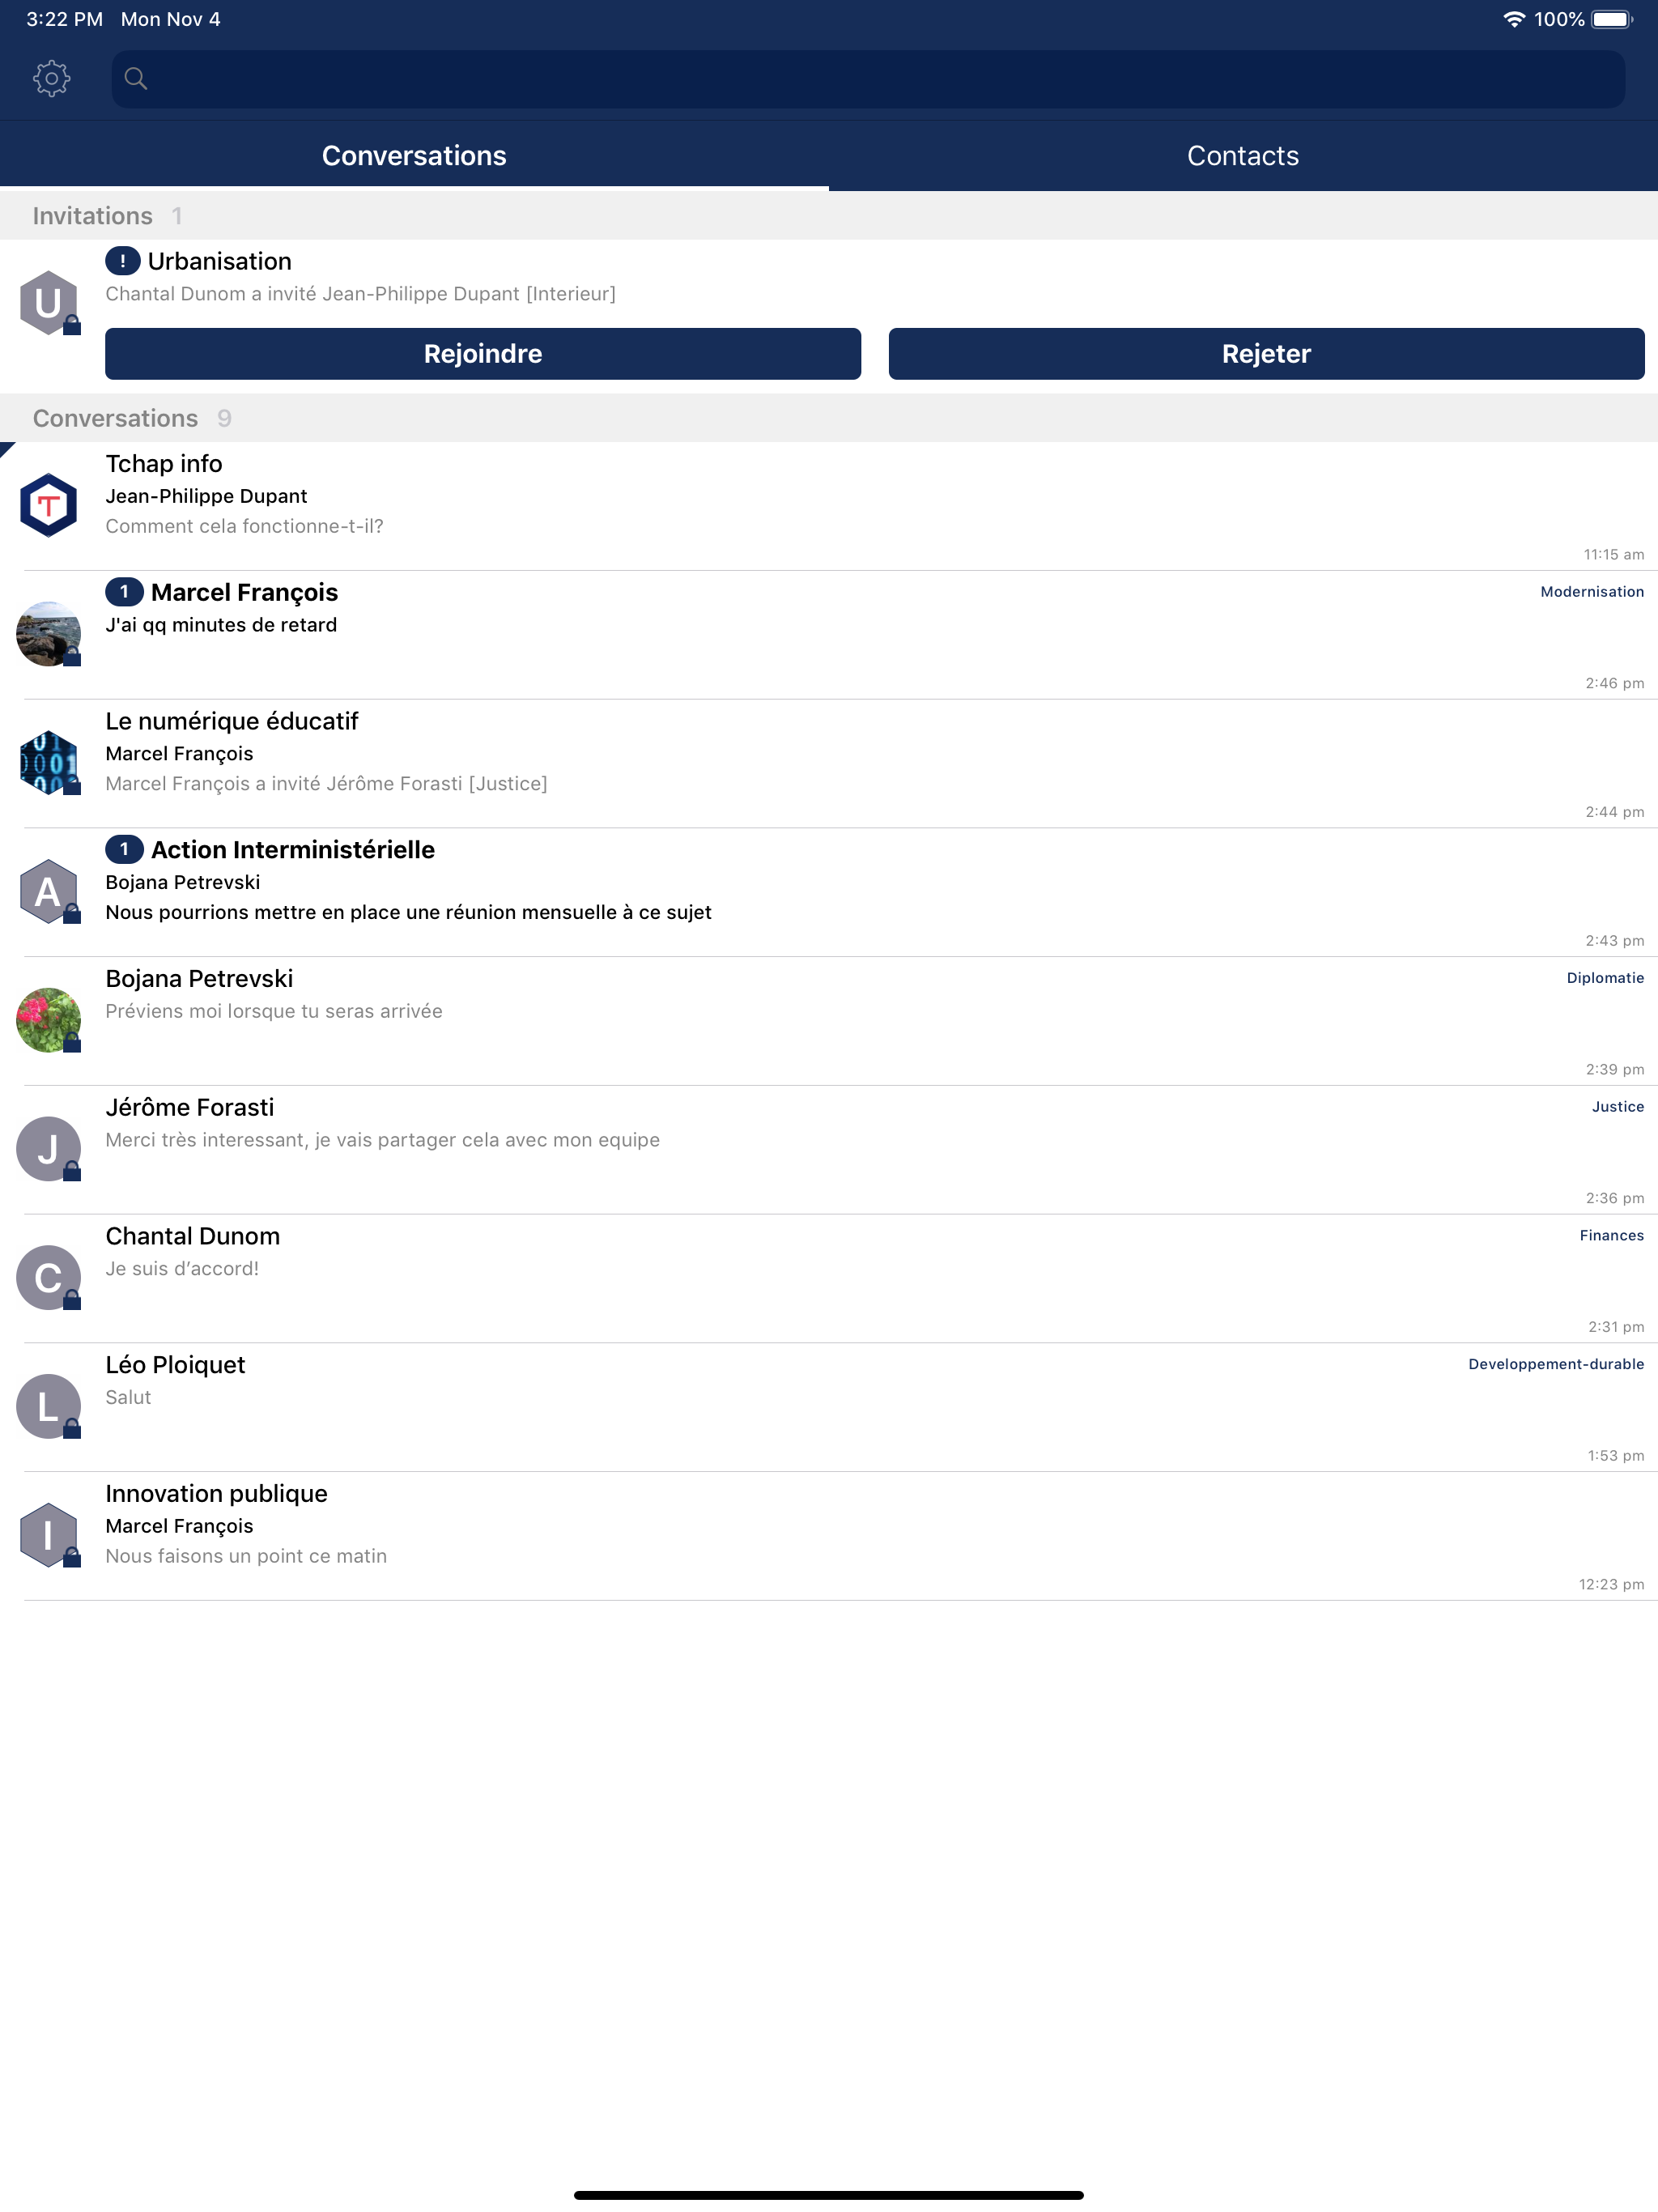 3:22 PM Mon Nov 4 100%
Conversations Contacts
Invitations 1
! Urbanisation
U
Chantal Dunom a invité Jean-Philippe Dupant [Interieur]
Rejoindre Rejeter
Conversations 9
Tchap info
T
Jean-Philippe Dupant
Comment cela fonctionne-t-il?
11:15 am
1 Marcel François Modernisation
J'ai qq minutes de retard
2:46 pm
Le numérique éducatif
Marcel François
Marcel François a invité Jérôme Forasti [Justice]
2:44 pm
1 Action Interministérielle
A
Bojana Petrevski
Nous pourrions mettre en place une réunion mensuelle à ce sujet
2:43 pm
Bojana Petrevski Diplomatie
Préviens moi lorsque tu seras arrivée
2:39 pm
Jérôme Forasti Justice
J
Merci très interessant, je vais partager cela avec mon equipe
2:36 pm
Chantal Dunom Finances
C
Je suis d’accord!
2:31 pm
Léo Ploiquet Developpement-durable
L
Salut
1:53 pm
Innovation publique
I
Marcel François
Nous faisons un point ce matin
12:23 pm